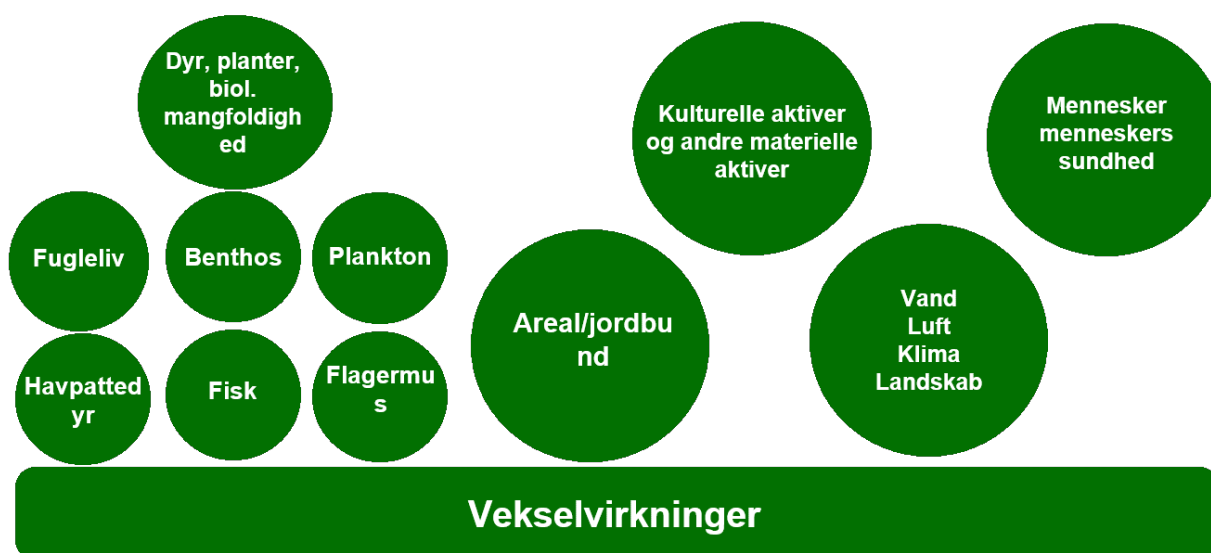 Dyr, planter,
biol.
mangfoldigh
ed
Kulturelle aktiver
og andre materielle
aktiver
Mennesker
menneskers
sundhed
Fugleliv
Benthos
Plankton
Areal/jordbu
nd
Vand
Luft
Klima
Landskab
Havpatted
yr
Fisk
Flagermu
s
Vekselvirkninger